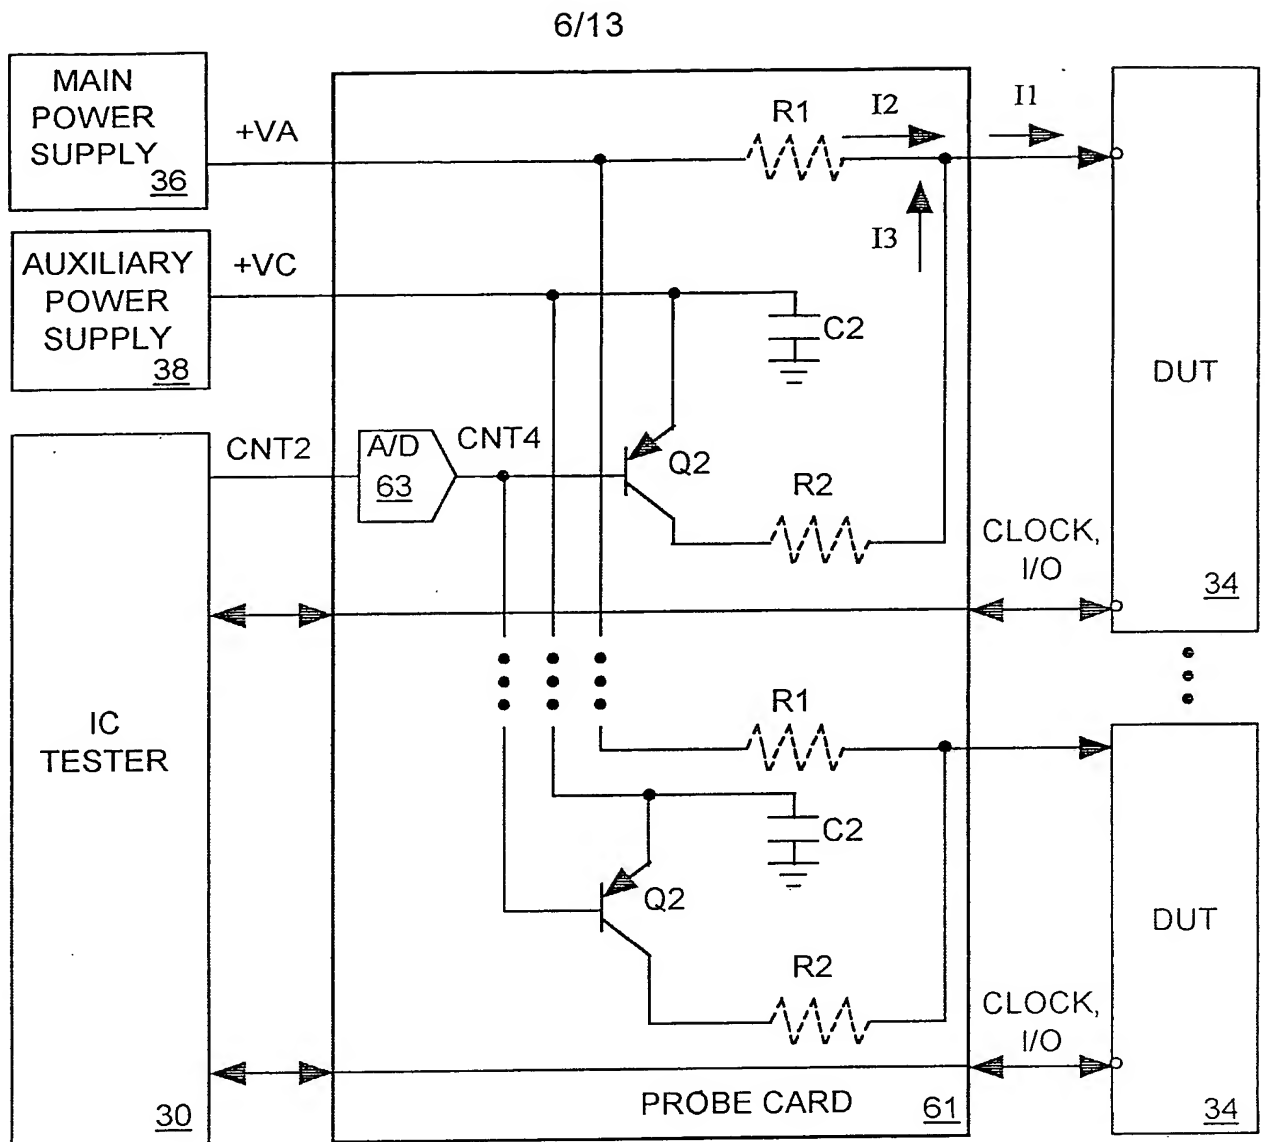 6/13
MAIN
POWER
SUPPLY
36
+VA
R1
I2
I1
I3
AUXILIARY
POWER
SUPPLY
38
+VC
C2
DUT
34
CNT2
A/D
63
CNT4
Q2
R2
CLOCK,
I/O
IC
TESTER
30
R1
C2
Q2
R2
DUT
34
CLOCK,
I/O
PROBE CARD
61